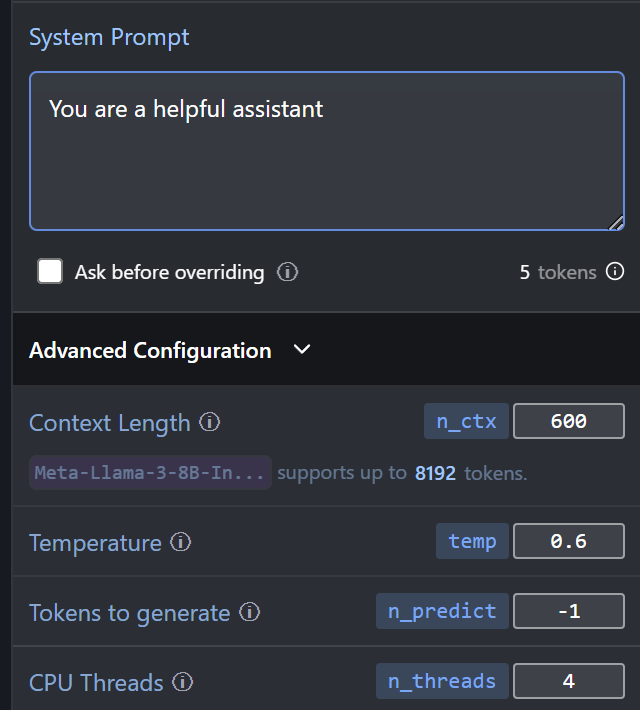 System Prompt
You are a helpful assistant
Ask before overriding 5 tokens
Advanced Configuration
Context Length n_ctx 600
Meta-Llama-3-8B-In... supports up to 8192 tokens.
Temperature temp 0.6
Tokens to generate n_predict -1
CPU Threads n_threads 4